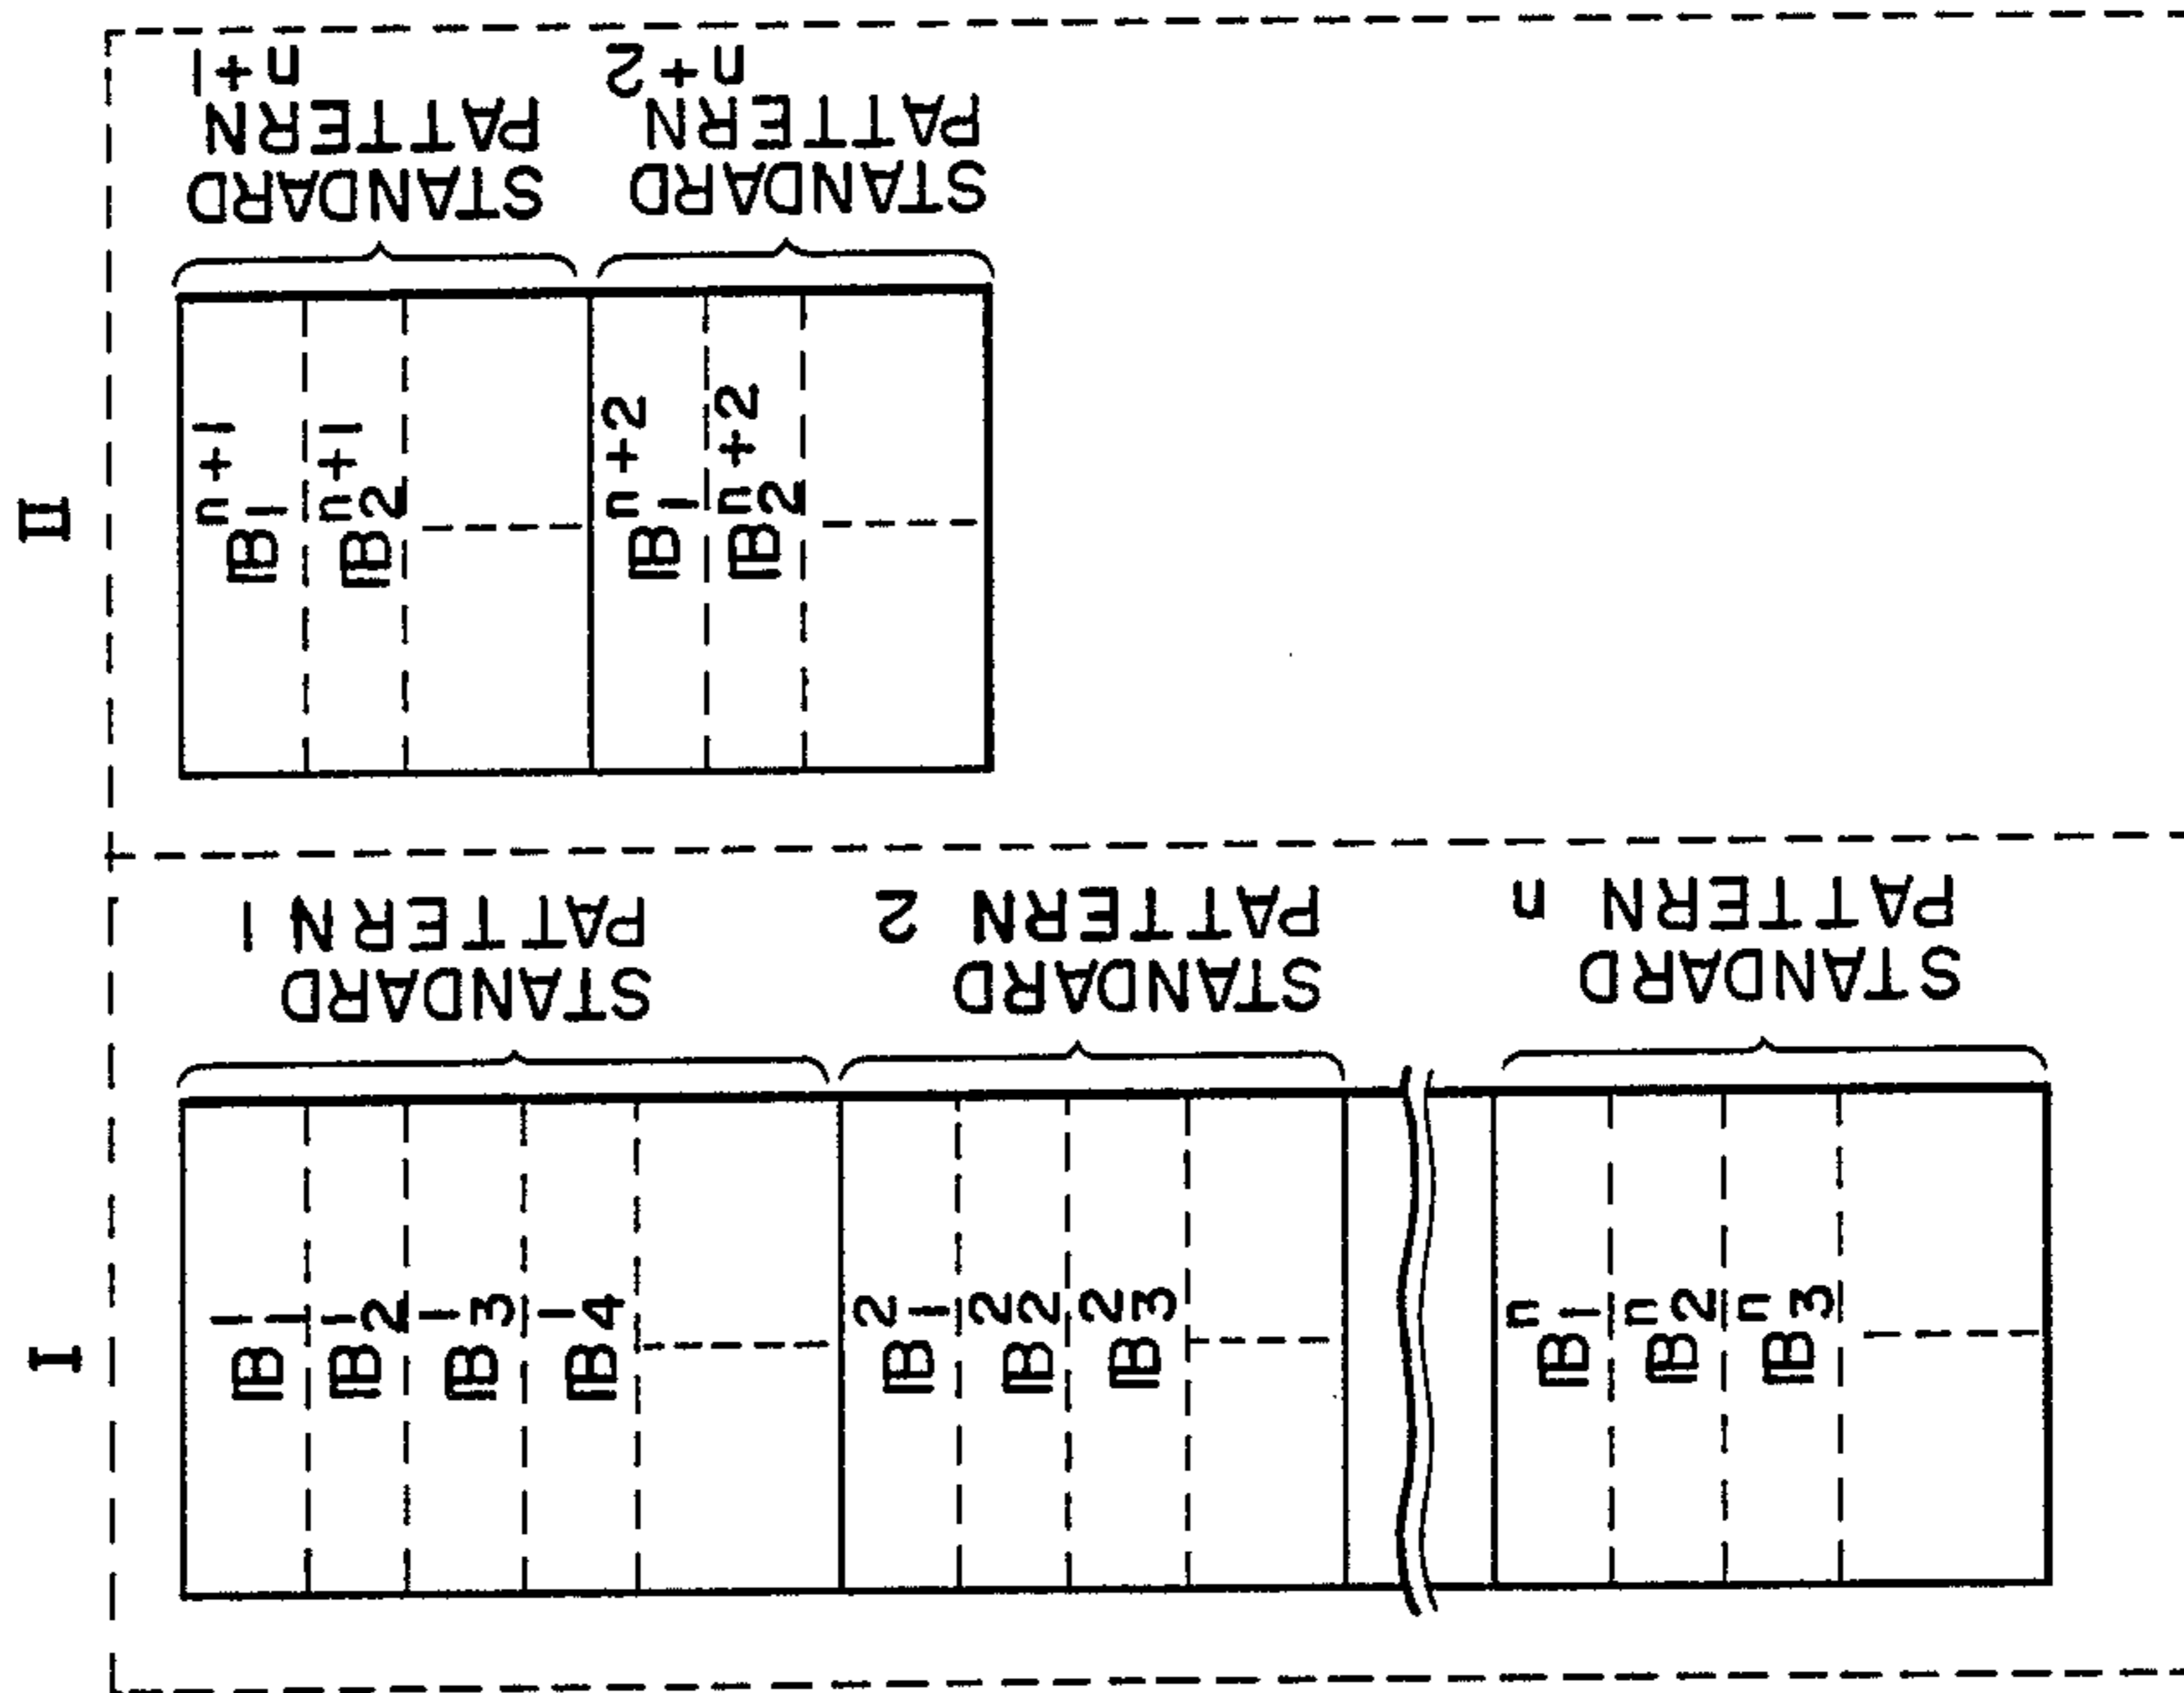 I
STANDARD
PATTERN 1
STANDARD
PATTERN 2
STANDARD
PATTERN n
𝔹₁¹
𝔹₂¹
𝔹₃¹
𝔹₄¹
𝔹₁²
𝔹₂²
𝔹₃²
𝔹₁ⁿ
𝔹₂ⁿ
𝔹₃ⁿ
II
STANDARD
PATTERN
n+1
STANDARD
PATTERN
n+2
𝔹₁ⁿ⁺¹
𝔹₂ⁿ⁺¹
𝔹₁ⁿ⁺²
𝔹₂ⁿ⁺²